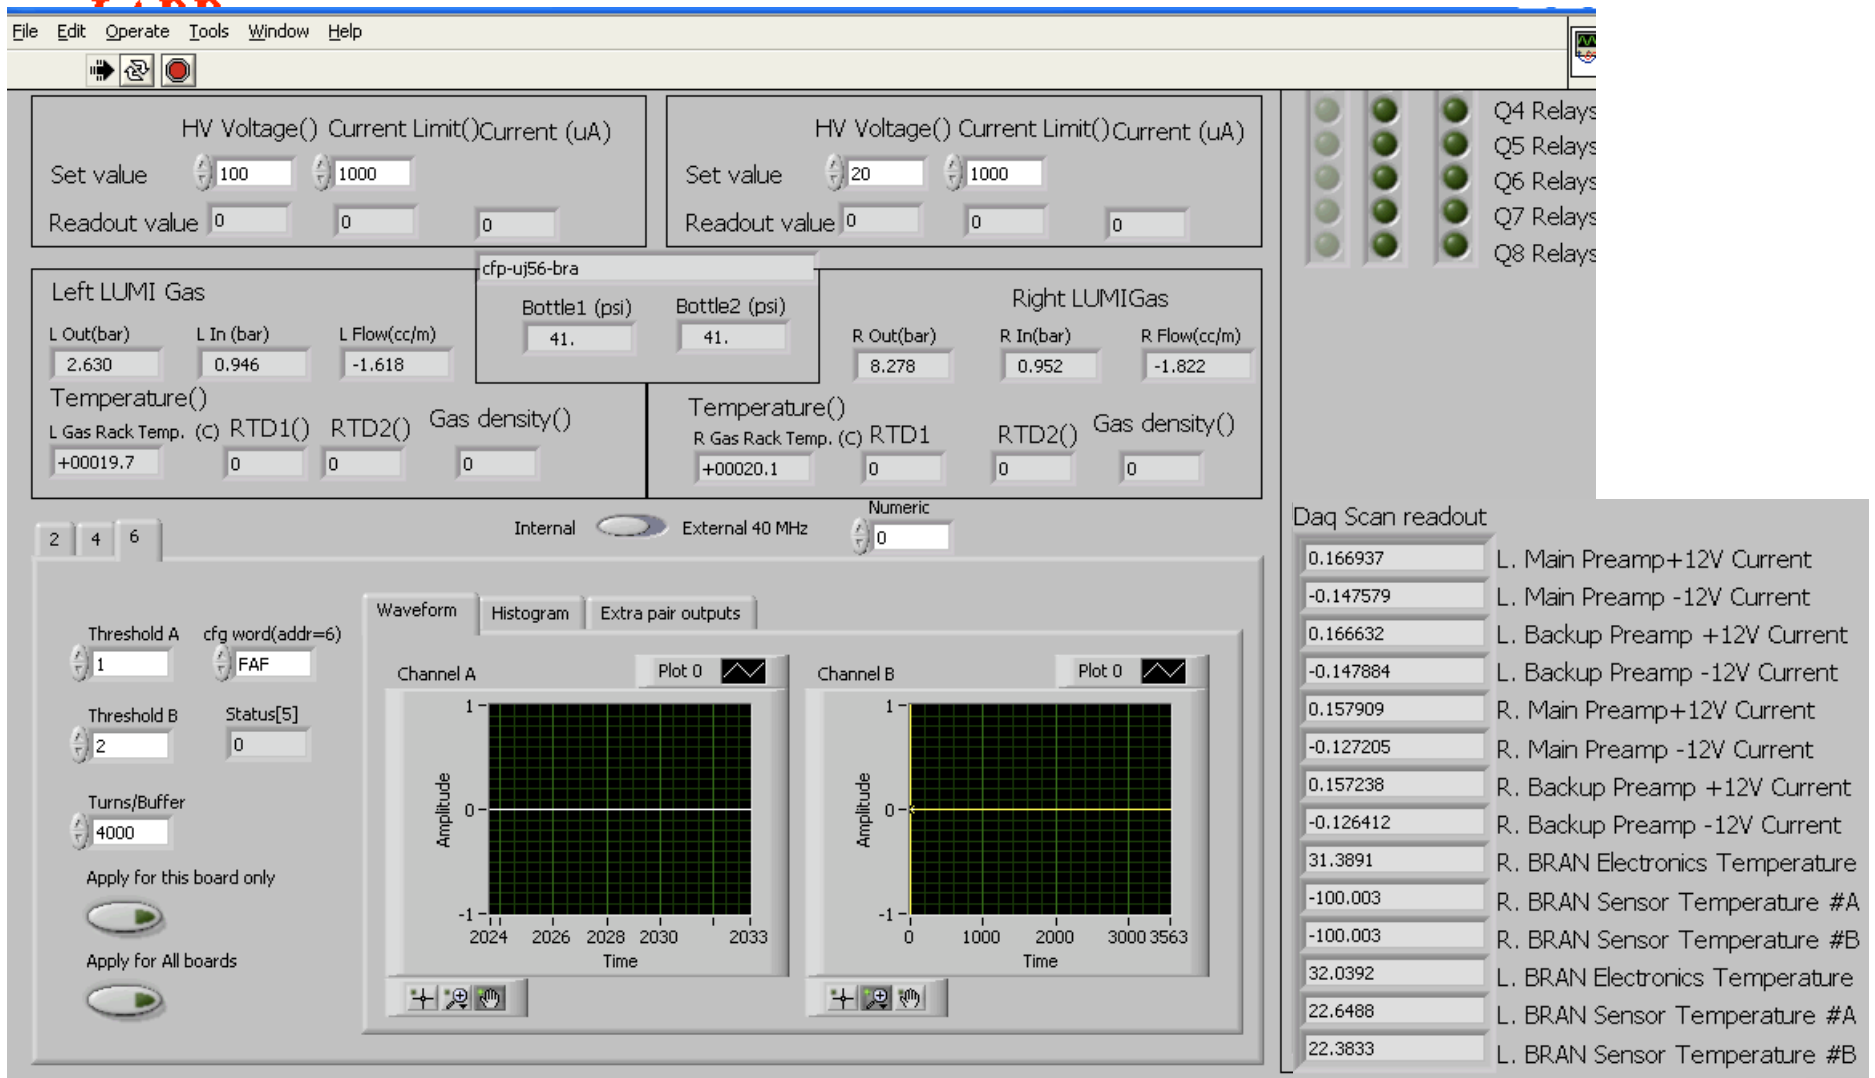 File Edit Operate Tools Window Help
HV Voltage() Current Limit() Current (uA)
Set value 100 1000
Readout value 0 0 0
HV Voltage() Current Limit() Current (uA)
Set value 20 1000
Readout value 0 0 0
Q4 Relays
Q5 Relays
Q6 Relays
Q7 Relays
Q8 Relays
cfp-uj56-bra
Bottle1 (psi) Bottle2 (psi)
41. 41.
Left LUMI Gas
L Out(bar) L In (bar) L Flow(cc/m)
2.630 0.946 -1.618
Temperature()
L Gas Rack Temp. (C) RTD1() RTD2() Gas density()
+00019.7 0 0 0
Right LUMIGas
R Out(bar) R In(bar) R Flow(cc/m)
8.278 0.952 -1.822
Temperature()
R Gas Rack Temp. (C) RTD1 RTD2() Gas density()
+00020.1 0 0 0
2 4 6
Internal External 40 MHz
Numeric
0
Threshold A cfg word(addr=6)
1 FAF
Threshold B Status[5]
2 0
Turns/Buffer
4000
Apply for this board only
Apply for All boards
Waveform Histogram Extra pair outputs
Channel A Plot 0
Amplitude
1
0
-1
2024 2026 2028 2030 2033
Time
Channel B Plot 0
Amplitude
1
0
-1
0 1000 2000 3000 3563
Time
Daq Scan readout
0.166937 L. Main Preamp+12V Current
-0.147579 L. Main Preamp -12V Current
0.166632 L. Backup Preamp +12V Current
-0.147884 L. Backup Preamp -12V Current
0.157909 R. Main Preamp+12V Current
-0.127205 R. Main Preamp -12V Current
0.157238 R. Backup Preamp +12V Current
-0.126412 R. Backup Preamp -12V Current
31.3891 R. BRAN Electronics Temperature
-100.003 R. BRAN Sensor Temperature #A
-100.003 R. BRAN Sensor Temperature #B
32.0392 L. BRAN Electronics Temperature
22.6488 L. BRAN Sensor Temperature #A
22.3833 L. BRAN Sensor Temperature #B